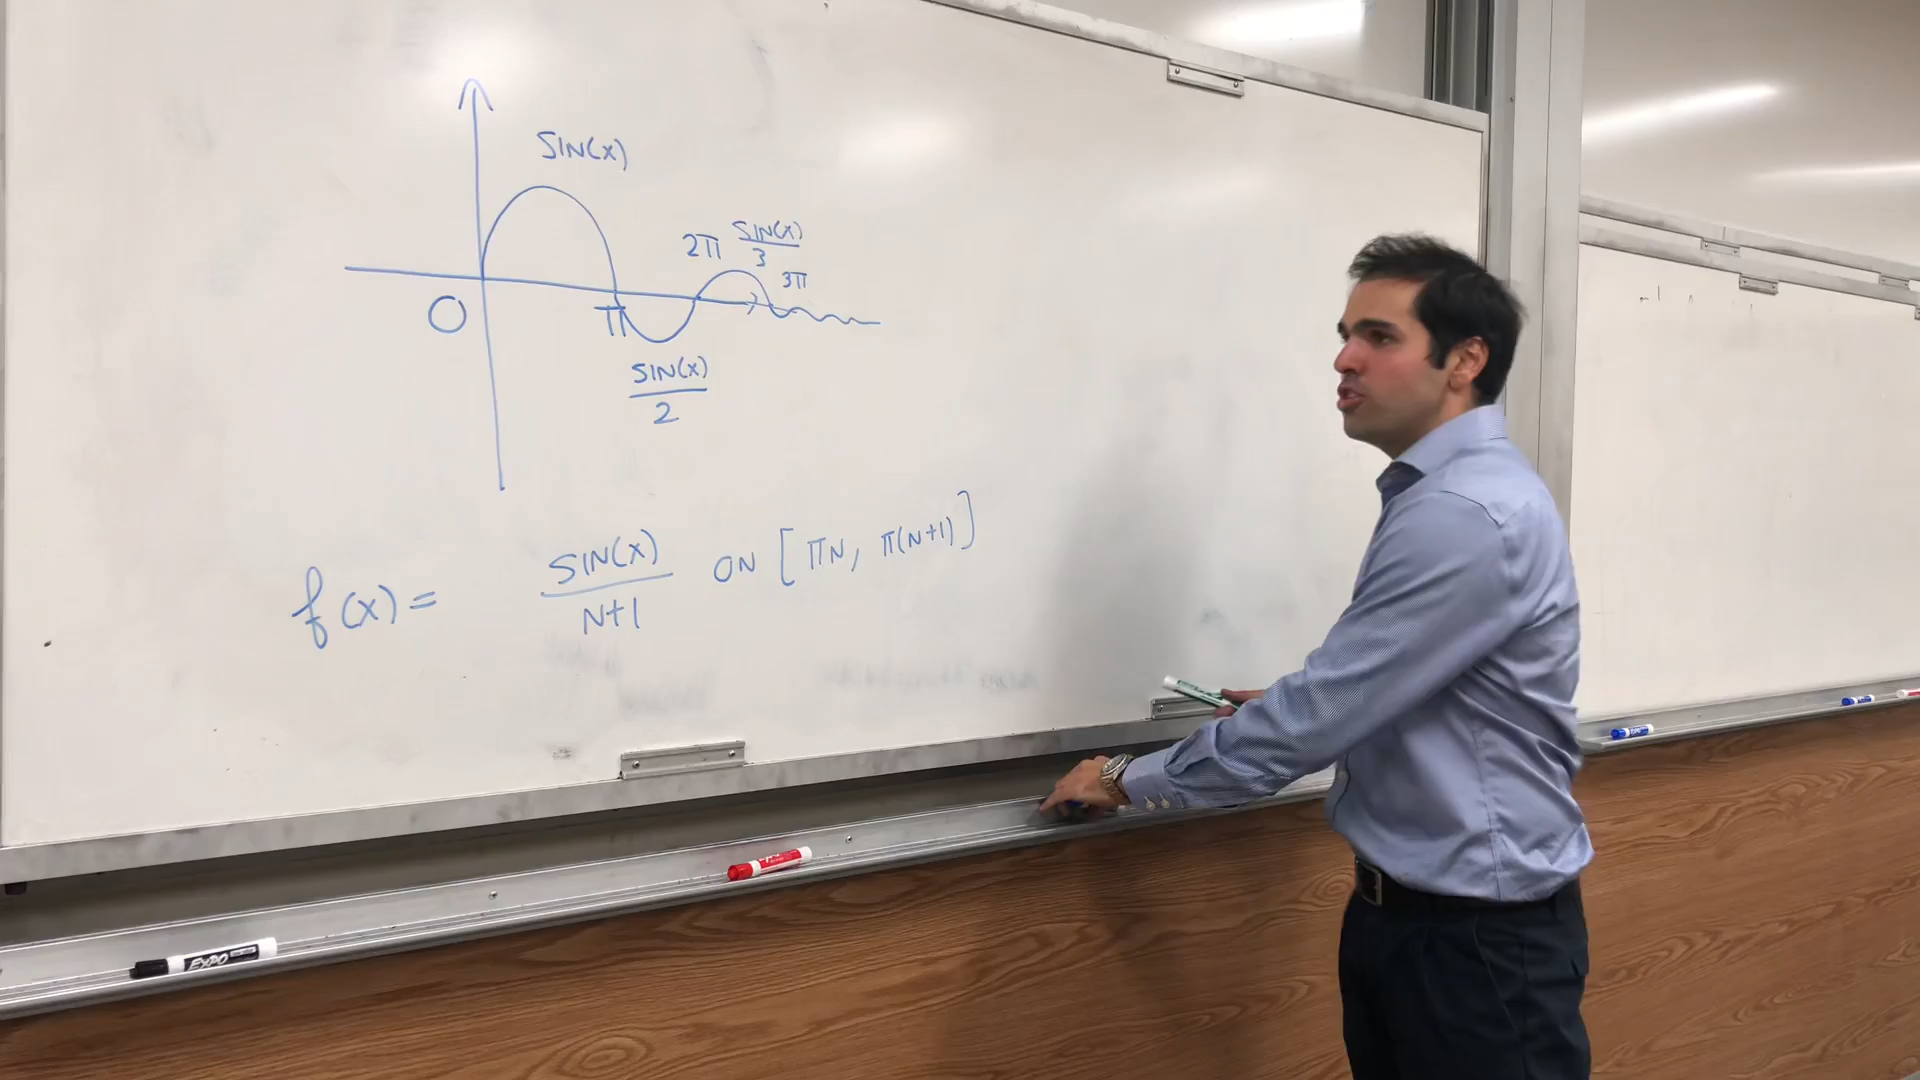 SIN(X)
2π SIN(X)/3
3π
O
π
SIN(X)/2
f(x) = SIN(X)/N+1 ON [πN, π(N+1)]
EXPO